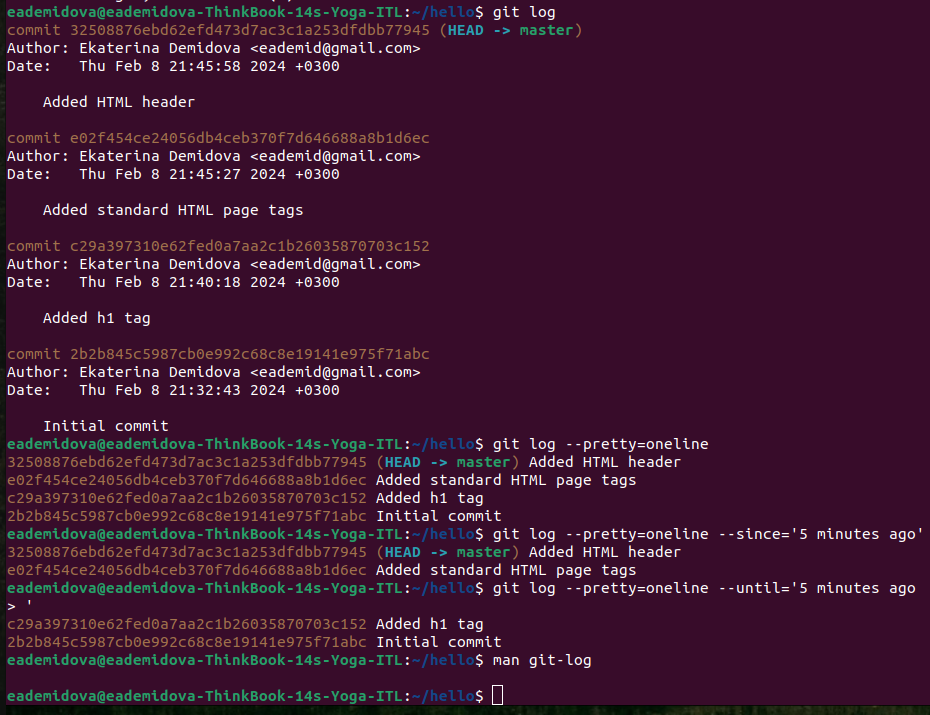 eademidova@eademidova-ThinkBook-14s-Yoga-ITL:~/hello$ git log
commit 32508876ebd62efd473d7ac3c1a253dfdbb77945 (HEAD -> master)
Author: Ekaterina Demidova <eademid@gmail.com>
Date:   Thu Feb 8 21:45:58 2024 +0300

    Added HTML header

commit e02f454ce24056db4ceb370f7d646688a8b1d6ec
Author: Ekaterina Demidova <eademid@gmail.com>
Date:   Thu Feb 8 21:45:27 2024 +0300

    Added standard HTML page tags

commit c29a397310e62fed0a7aa2c1b26035870703c152
Author: Ekaterina Demidova <eademid@gmail.com>
Date:   Thu Feb 8 21:40:18 2024 +0300

    Added h1 tag

commit 2b2b845c5987cb0e992c68c8e19141e975f71abc
Author: Ekaterina Demidova <eademid@gmail.com>
Date:   Thu Feb 8 21:32:43 2024 +0300

    Initial commit
eademidova@eademidova-ThinkBook-14s-Yoga-ITL:~/hello$ git log --pretty=oneline
32508876ebd62efd473d7ac3c1a253dfdbb77945 (HEAD -> master) Added HTML header
e02f454ce24056db4ceb370f7d646688a8b1d6ec Added standard HTML page tags
c29a397310e62fed0a7aa2c1b26035870703c152 Added h1 tag
2b2b845c5987cb0e992c68c8e19141e975f71abc Initial commit
eademidova@eademidova-ThinkBook-14s-Yoga-ITL:~/hello$ git log --pretty=oneline --since='5 minutes ago'
32508876ebd62efd473d7ac3c1a253dfdbb77945 (HEAD -> master) Added HTML header
e02f454ce24056db4ceb370f7d646688a8b1d6ec Added standard HTML page tags
eademidova@eademidova-ThinkBook-14s-Yoga-ITL:~/hello$ git log --pretty=oneline --until='5 minutes ago
> '
c29a397310e62fed0a7aa2c1b26035870703c152 Added h1 tag
2b2b845c5987cb0e992c68c8e19141e975f71abc Initial commit
eademidova@eademidova-ThinkBook-14s-Yoga-ITL:~/hello$ man git-log

eademidova@eademidova-ThinkBook-14s-Yoga-ITL:~/hello$